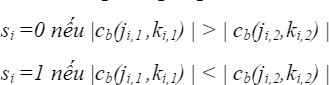 s_i =0 nếu |c_b(j_{i,1} ,k_{i,1}) | > | c_b(j_{i,2},k_{i,2}) |
s_i =1 nếu |c_b(j_{i,1} ,k_{i,1}) | < | c_b(j_{i,2},k_{i,2}) |